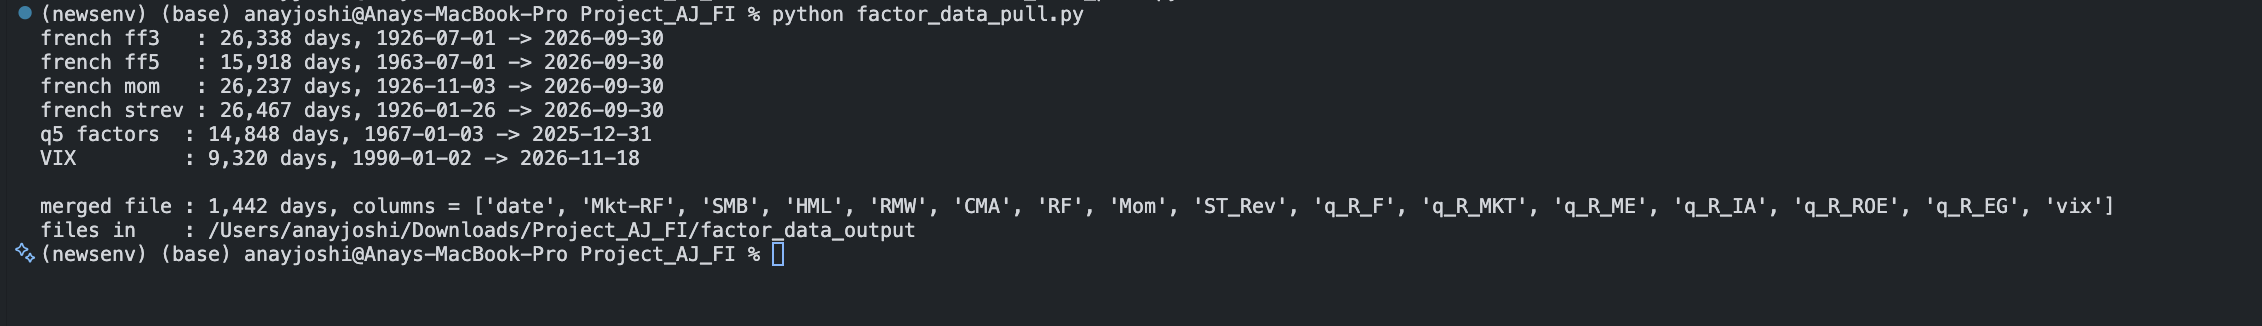 (newsenv) (base) anayjoshi@Anays-MacBook-Pro Project_AJ_FI % python factor_data_pull.py
french ff3   : 26,338 days, 1926-07-01 -> 2026-09-30
french ff5   : 15,918 days, 1963-07-01 -> 2026-09-30
french mom   : 26,237 days, 1926-11-03 -> 2026-09-30
french strev : 26,467 days, 1926-01-26 -> 2026-09-30
q5 factors   : 14,848 days, 1967-01-03 -> 2025-12-31
VIX          : 9,320 days, 1990-01-02 -> 2026-11-18
merged file : 1,442 days, columns = ['date', 'Mkt-RF', 'SMB', 'HML', 'RMW', 'CMA', 'RF', 'Mom', 'ST_Rev', 'q_R_F', 'q_R_MKT', 'q_R_ME', 'q_R_IA', 'q_R_ROE', 'q_R_EG', 'vix']
files in    : /Users/anayjoshi/Downloads/Project_AJ_FI/factor_data_output
(newsenv) (base) anayjoshi@Anays-MacBook-Pro Project_AJ_FI %